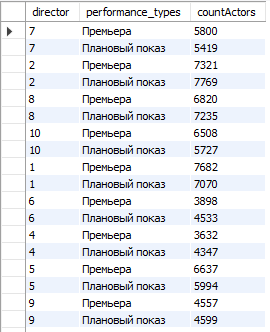 director performance_types countActors
7 Премьера 5800
7 Плановый показ 5419
2 Премьера 7321
2 Плановый показ 7769
8 Премьера 6820
8 Плановый показ 7235
10 Премьера 6508
10 Плановый показ 5727
1 Премьера 7682
1 Плановый показ 7070
6 Премьера 3898
6 Плановый показ 4533
4 Премьера 3632
4 Плановый показ 4347
5 Премьера 6637
5 Плановый показ 5994
9 Премьера 4557
9 Плановый показ 4599